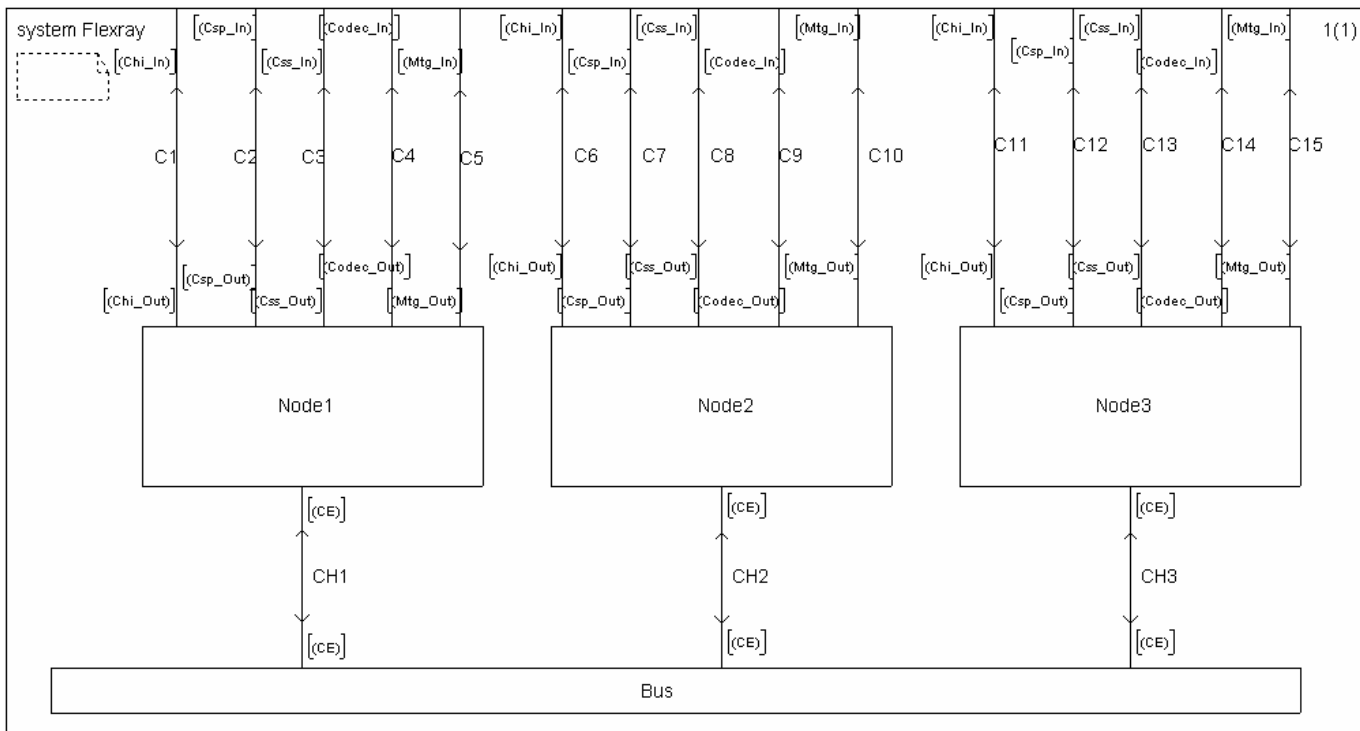 system Flexray
1(1)
[(Csp_In)] [(Codec_In)] [(Chi_In)] [(Css_In)] [(Mtg_In)] [(Chi_In)] [(Css_In)] [(Mtg_In)]
[(Chi_In)] [(Css_In)] [(Mtg_In)] [(Csp_In)] [(Codec_In)] [(Csp_In)] [(Codec_In)]
C1 C2 C3 C4 C5 C6 C7 C8 C9 C10 C11 C12 C13 C14 C15
[(Csp_Out)] [(Codec_Out)] [(Chi_Out)] [(Css_Out)] [(Mtg_Out)] [(Chi_Out)] [(Css_Out)] [(Mtg_Out)]
[(Chi_Out)] [(Css_Out)] [(Mtg_Out)] [(Csp_Out)] [(Codec_Out)] [(Csp_Out)] [(Codec_Out)]
Node1 Node2 Node3
[(CE)] [(CE)] [(CE)]
CH1 CH2 CH3
[(CE)] [(CE)] [(CE)]
Bus